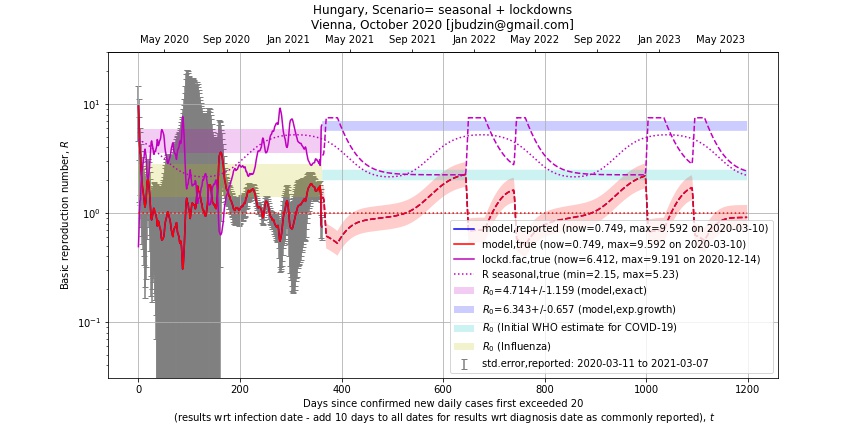 Hungary, Scenario= seasonal + lockdowns
Vienna, October 2020 [jbudzin@gmail.com]
May 2020 Sep 2020 Jan 2021 May 2021 Sep 2021 Jan 2022 May 2022 Sep 2022 Jan 2023 May 2023
Basic reproduction number, R
10¹
10⁰
10⁻¹
model,reported (now=0.749, max=9.592 on 2020-03-10)
model,true (now=0.749, max=9.592 on 2020-03-10)
lockd.fac,true (now=6.412, max=9.191 on 2020-12-14)
R seasonal,true (min=2.15, max=5.23)
R₀=4.714+/-1.159 (model,exact)
R₀=6.343+/-0.657 (model,exp.growth)
R₀ (Initial WHO estimate for COVID-19)
R₀ (Influenza)
std.error,reported: 2020-03-11 to 2021-03-07
0 200 400 600 800 1000 1200
Days since confirmed new daily cases first exceeded 20
(results wrt infection date - add 10 days to all dates for results wrt diagnosis date as commonly reported), t